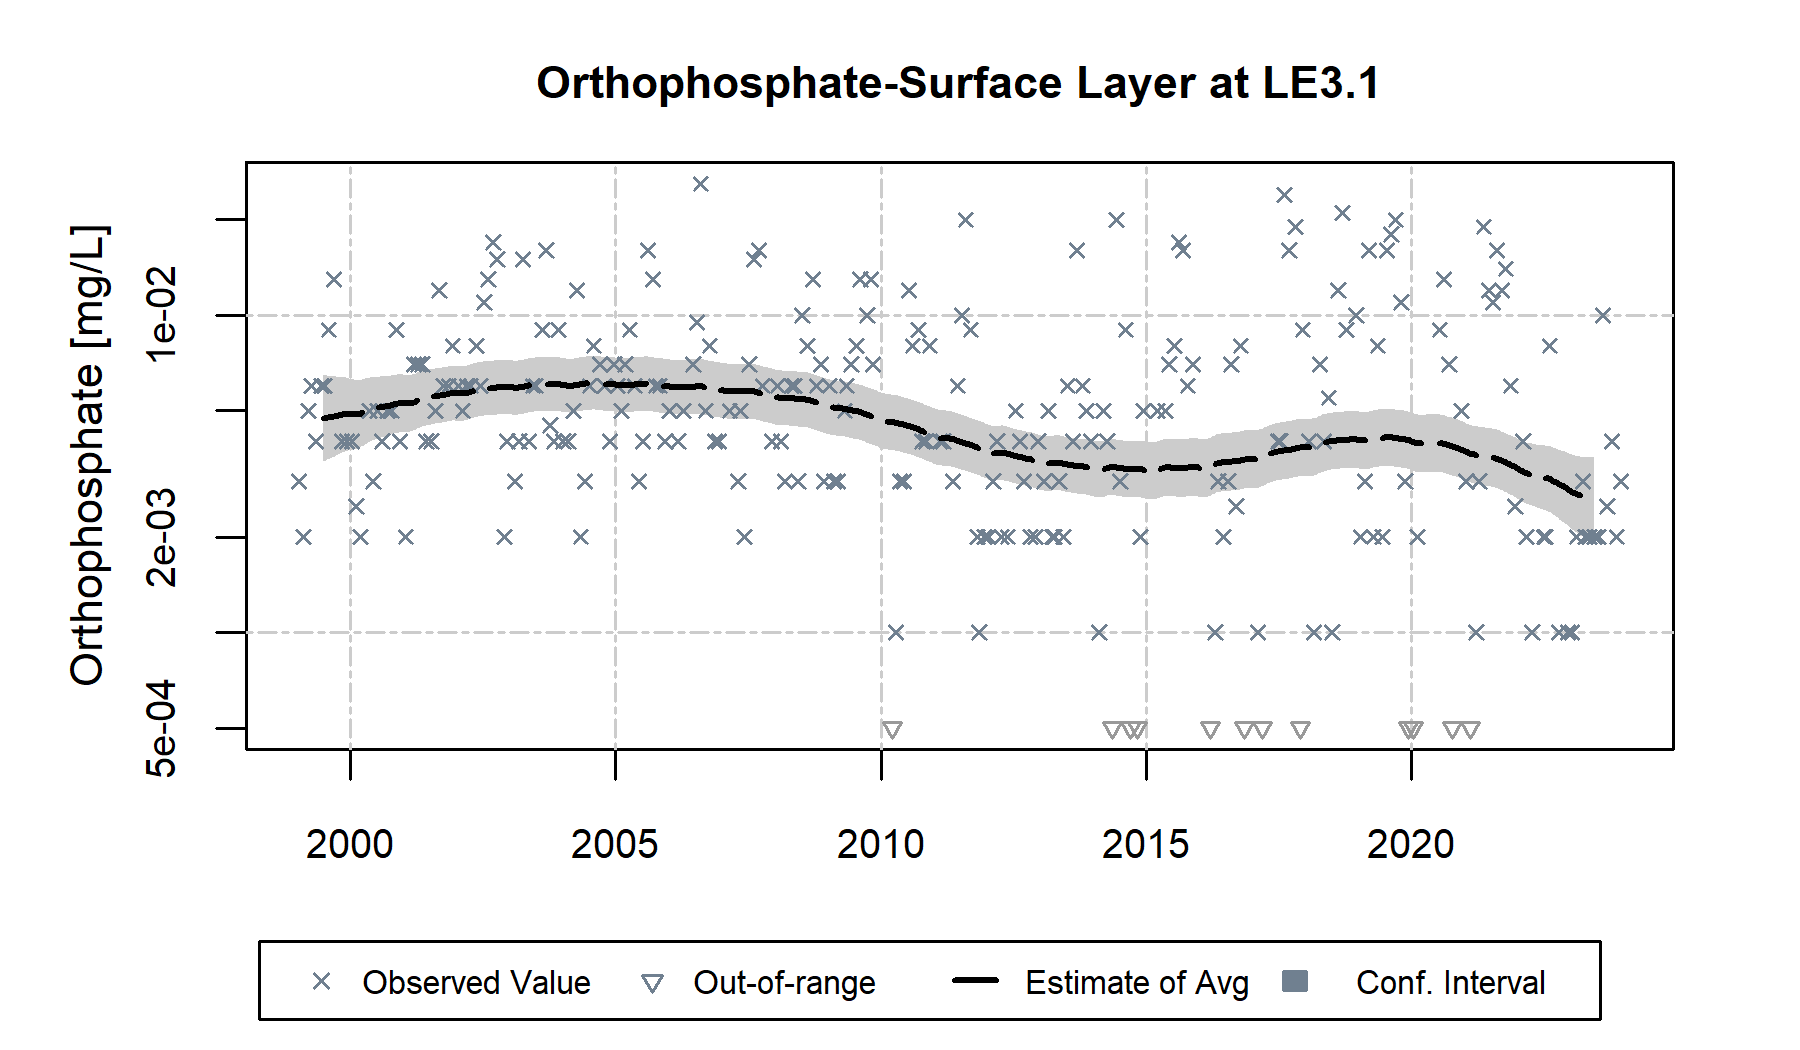 Orthophosphate-Surface Layer at LE3.1
Orthophosphate [mg/L]
1e-02
2e-03
5e-04
2000 2005 2010 2015 2020
Observed Value Out-of-range Estimate of Avg Conf. Interval